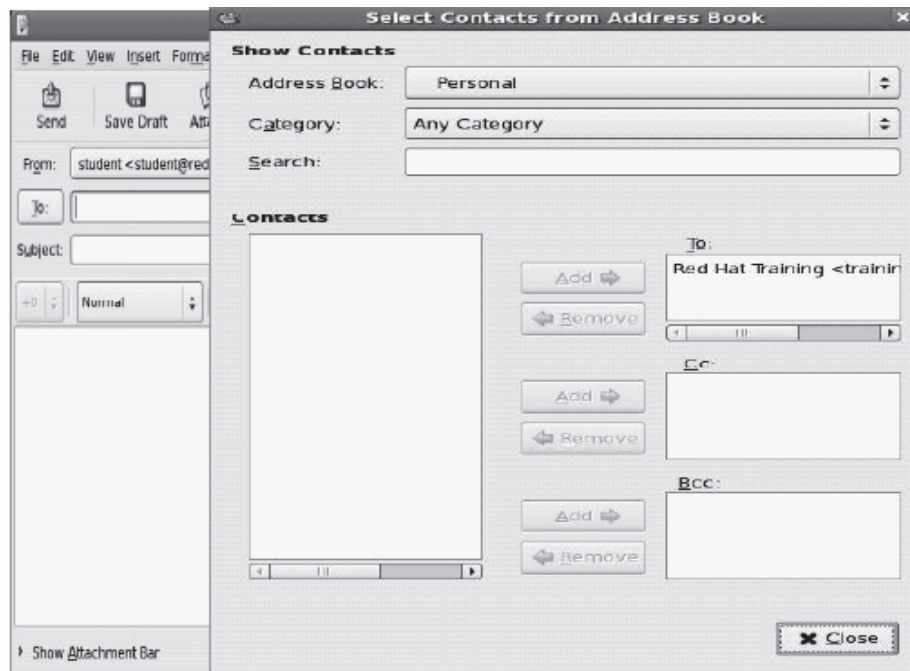 Select Contacts from Address Book
File Edit View Insert Forma
Send Save Draft Atta
From: student <student@red
To:
Subject:
+0 Normal
Show Attachment Bar
Show Contacts
Address Book: Personal
Category: Any Category
Search:
Contacts
Add
Remove
To:
Red Hat Training <trainin
Add
Remove
Cc:
Add
Remove
Bcc:
Close